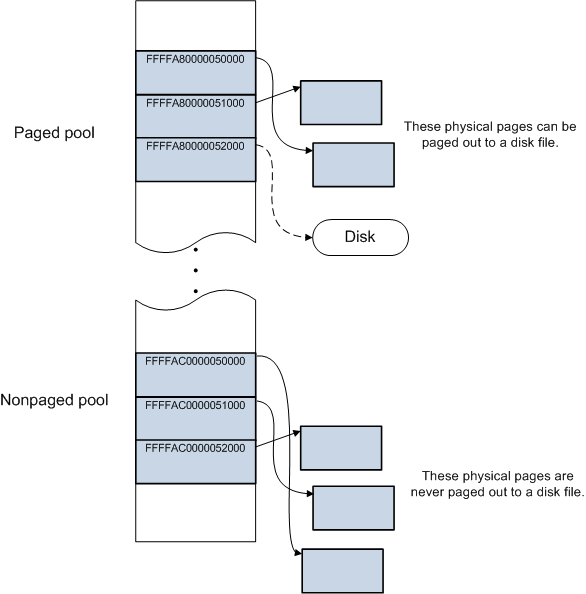 FFFFA80000050000
FFFFA80000051000
Paged pool
These physical pages can be
paged out to a disk file.
FFFFA80000052000
Disk
FFFFAC0000050000
Nonpaged pool
FFFFAC0000051000
FFFFAC0000052000
These physical pages are
never paged out to a disk file.